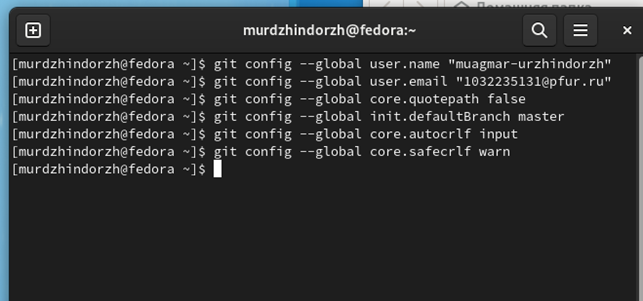 Домашняя папка
murdzhindorzh@fedora:~
[murdzhindorzh@fedora ~]$ git config --global user.name "muagmar-urzhindorzh"
[murdzhindorzh@fedora ~]$ git config --global user.email "1032235131@pfur.ru"
[murdzhindorzh@fedora ~]$ git config --global core.quotepath false
[murdzhindorzh@fedora ~]$ git config --global init.defaultBranch master
[murdzhindorzh@fedora ~]$ git config --global core.autocrlf input
[murdzhindorzh@fedora ~]$ git config --global core.safecrlf warn
[murdzhindorzh@fedora ~]$